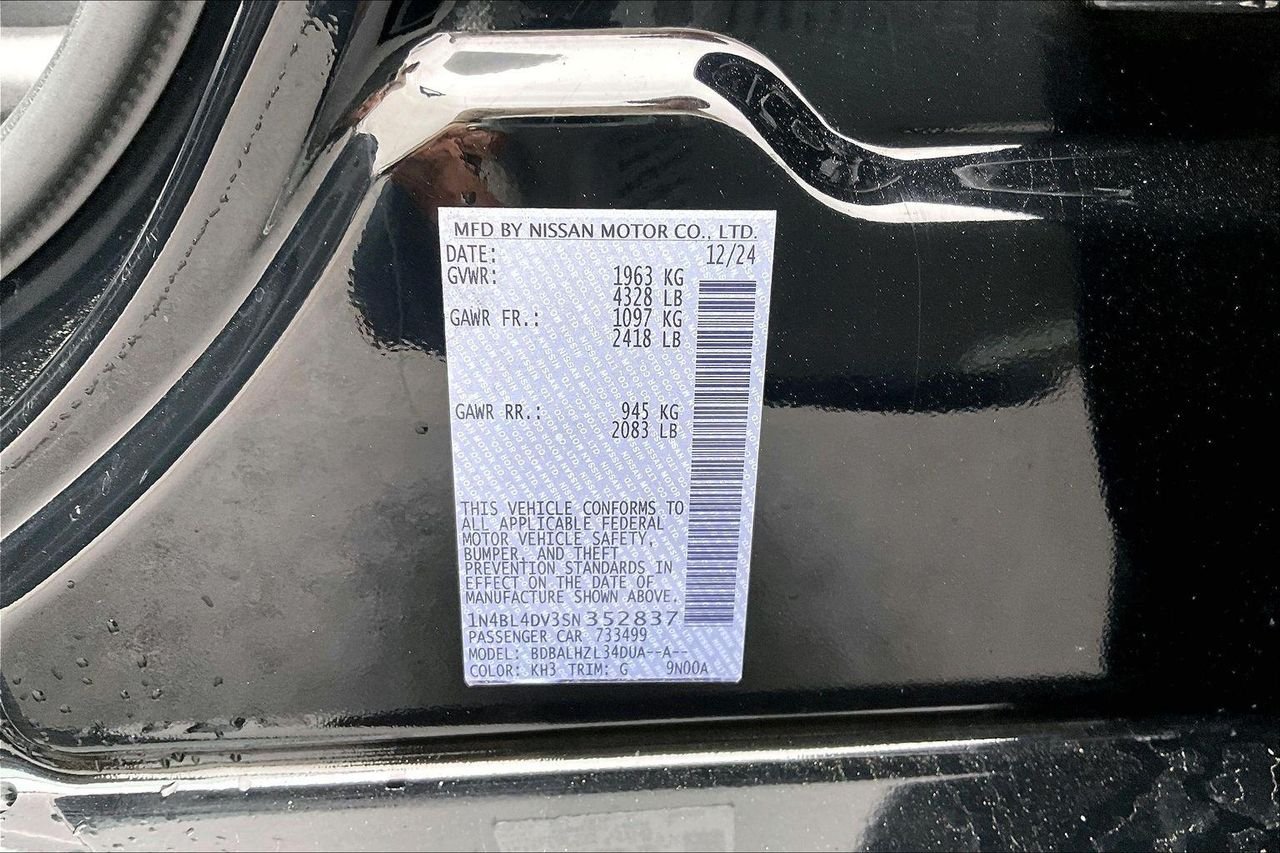 MFD BY NISSAN MOTOR CO., LTD.
DATE: 12/24
GVWR: 1963 KG
4328 LB
GAWR FR.: 1097 KG
2418 LB
GAWR RR.: 945 KG
2083 LB
THIS VEHICLE CONFORMS TO
ALL APPLICABLE FEDERAL
MOTOR VEHICLE SAFETY,
BUMPER, AND THEFT
PREVENTION STANDARDS IN
EFFECT ON THE DATE OF
MANUFACTURE SHOWN ABOVE.
1N4BL4DV3SN352837
PASSENGER CAR 733499
MODEL: BDBALHZL34DUA--A--
COLOR: KH3 TRIM: G 9N00A